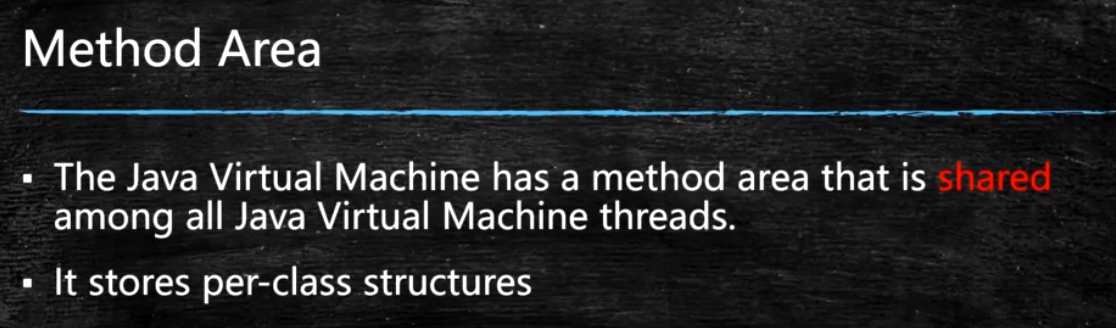 Method Area
▪ The Java Virtual Machine has a method area that is shared
among all Java Virtual Machine threads.
▪ It stores per-class structures